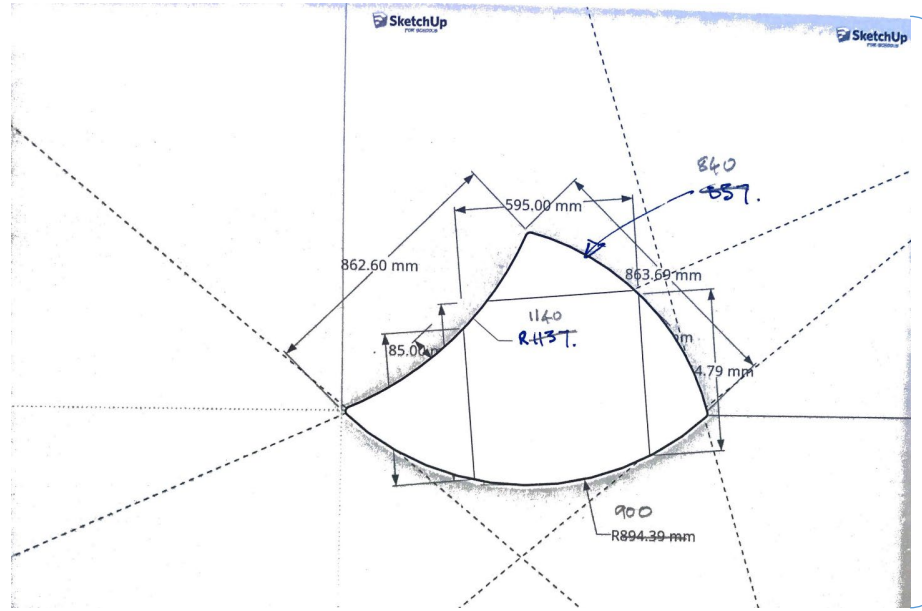 SketchUp
FOR SCHOOLS
SketchUp
FOR SCHOOLS
840
857.
595.00 mm
862.60 mm
863.69 mm
1140
R1137.
85.00
4.79 mm
900
R894.39 mm